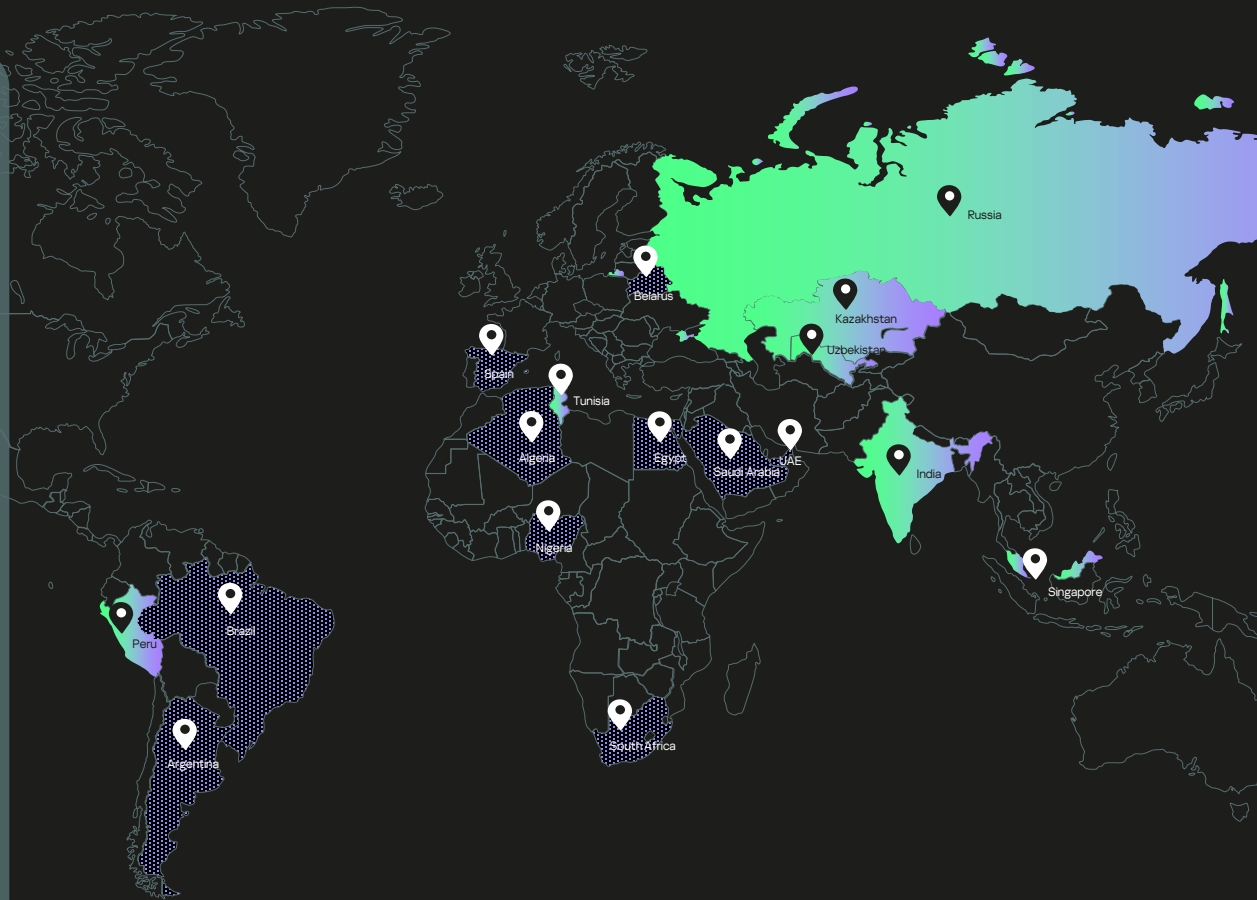 Russia
Belarus
Kazakhstan
Uzbekistan
Spain
Tunisia
Algeria
Egypt
Saudi Arabia
UAE
India
Nigeria
Singapore
Brazil
Peru
South Africa
Argentina